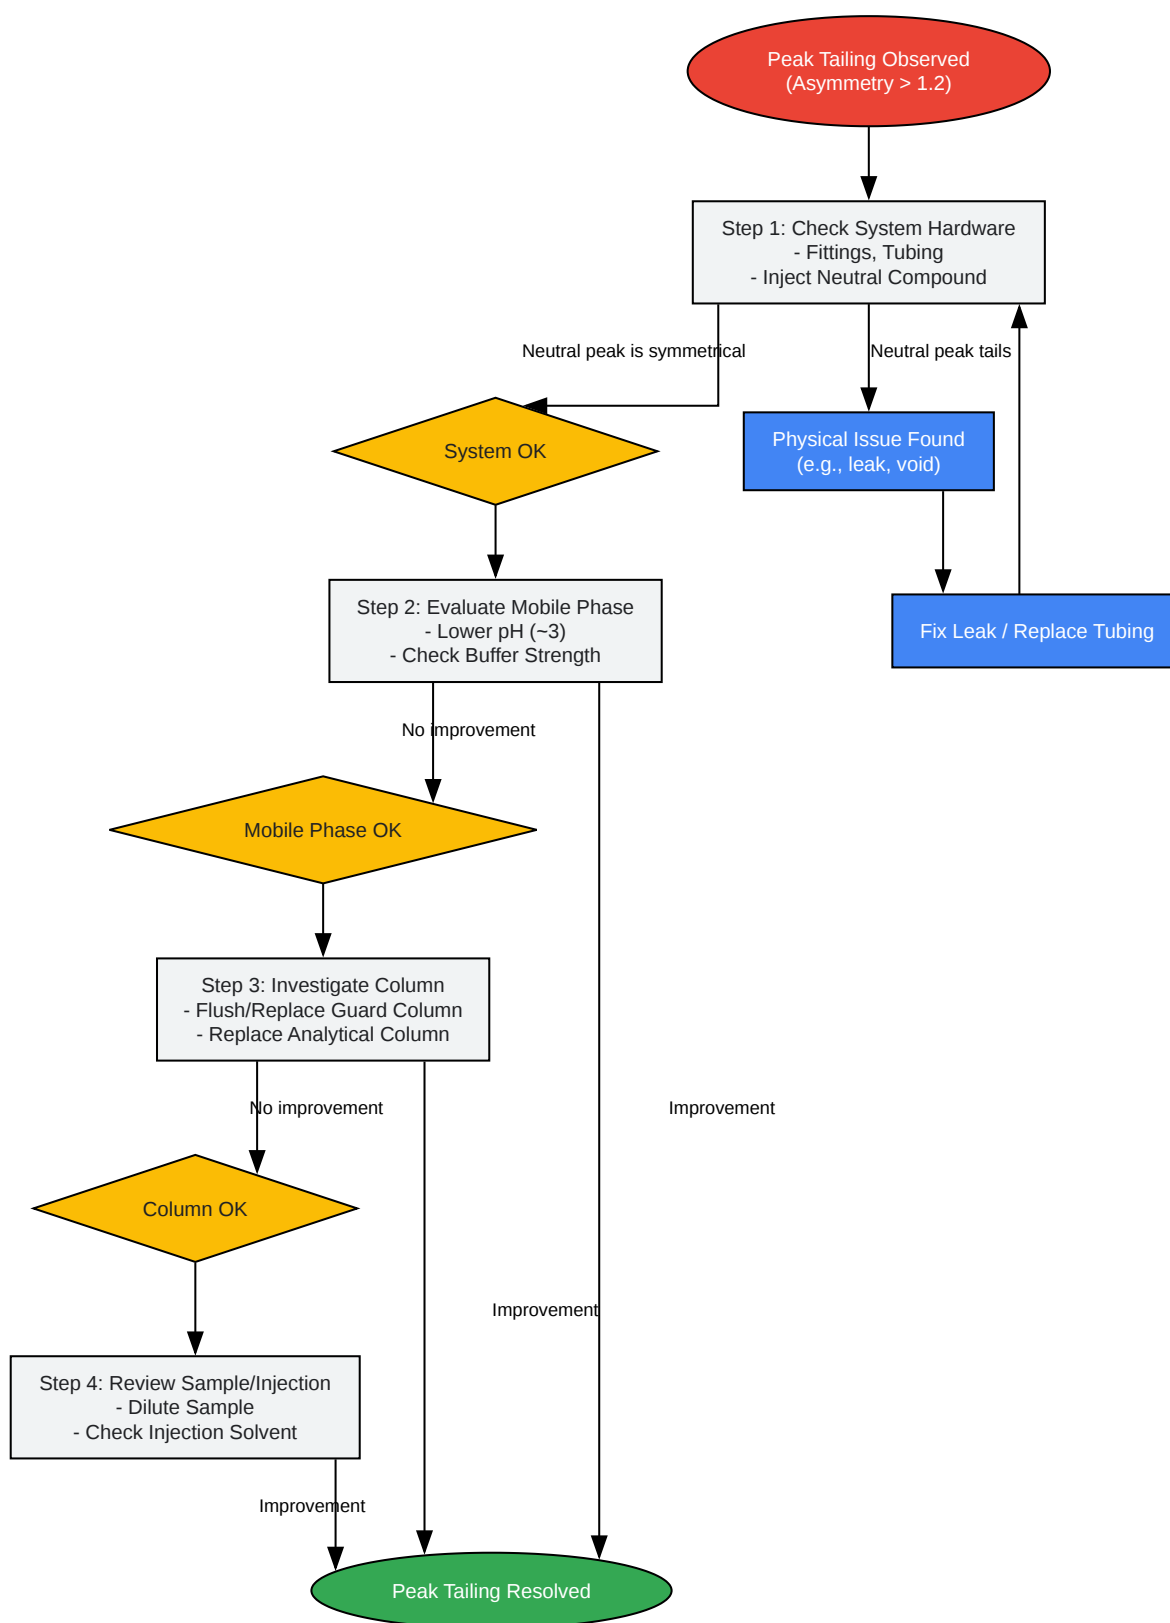 Peak Tailing Observed
(Asymmetry > 1.2)
Step 1: Check System Hardware
- Fittings, Tubing
- Inject Neutral Compound
Neutral peak is symmetrical
Neutral peak tails
System OK
Physical Issue Found
(e.g., leak, void)
Step 2: Evaluate Mobile Phase
- Lower pH (~3)
- Check Buffer Strength
Fix Leak / Replace Tubing
No improvement
Mobile Phase OK
Step 3: Investigate Column
- Flush/Replace Guard Column
- Replace Analytical Column
No improvement
Improvement
Column OK
Improvement
Step 4: Review Sample/Injection
- Dilute Sample
- Check Injection Solvent
Improvement
Peak Tailing Resolved